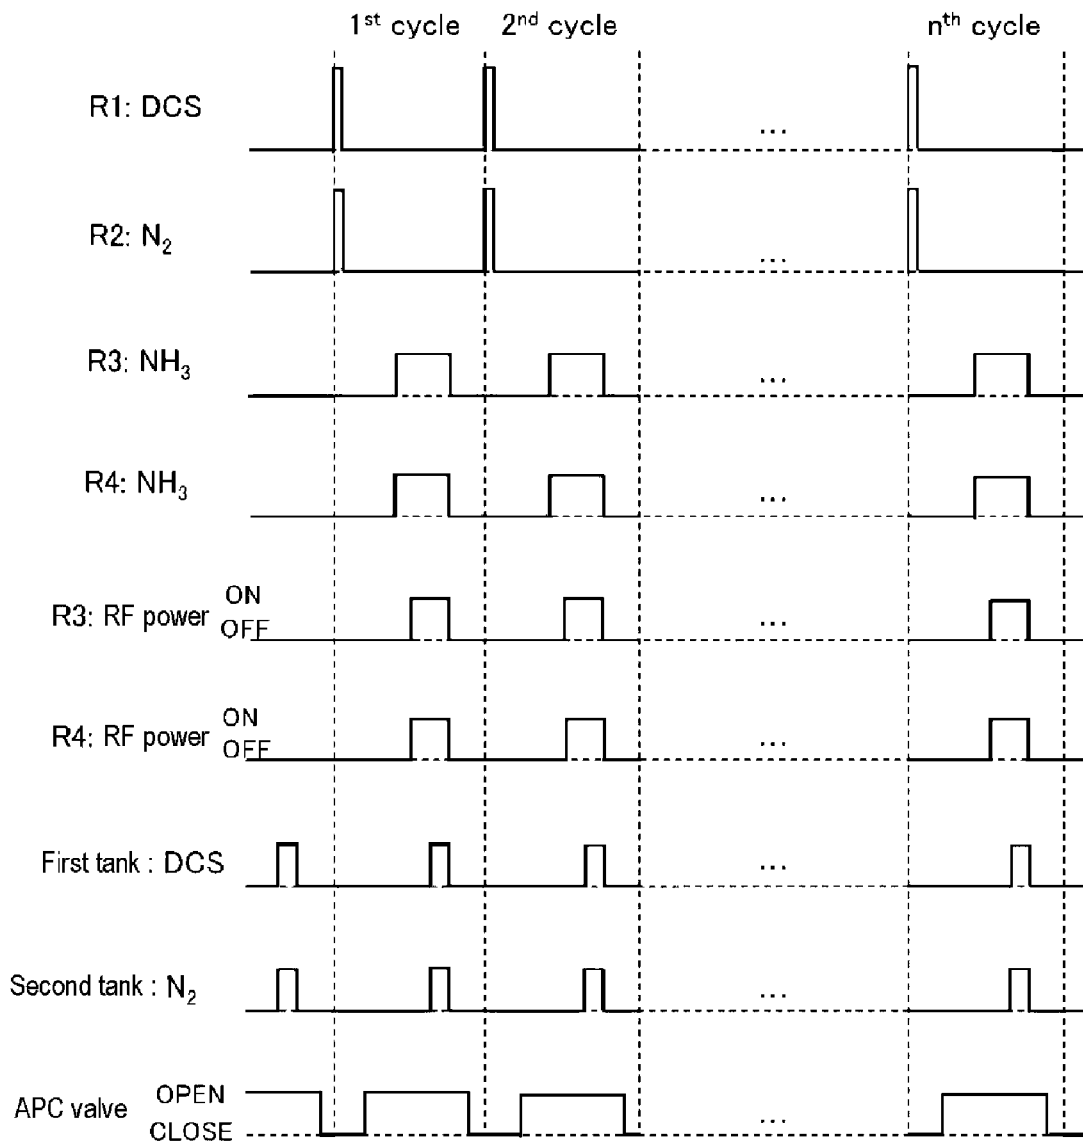 1st cycle 2nd cycle nth cycle
R1: DCS ...
R2: N2 ...
R3: NH3 ...
R4: NH3 ...
R3: RF power ON OFF ...
R4: RF power ON OFF ...
First tank : DCS ...
Second tank : N2 ...
APC valve OPEN CLOSE ...